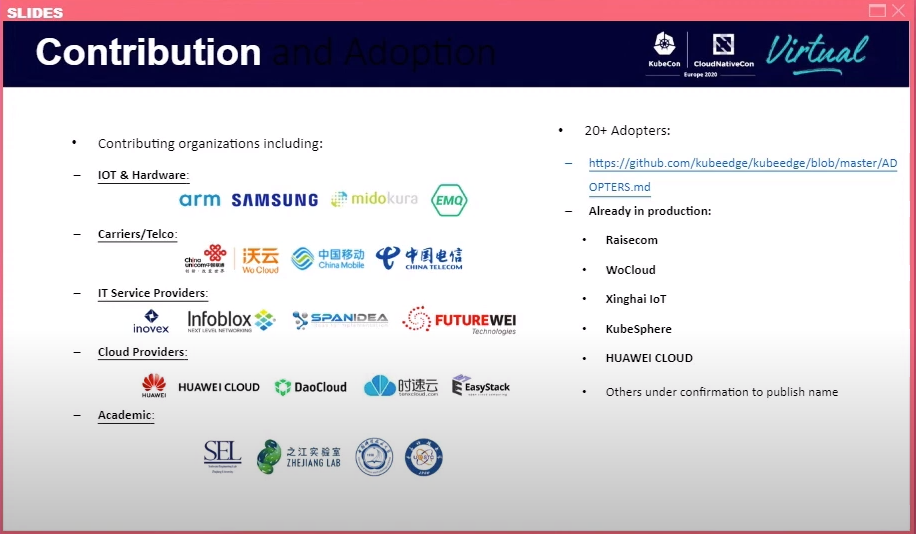 SLIDES
Contribution and Adoption
KubeCon
CloudNativeCon
Europe 2020
Virtual
• Contributing organizations including:
– IOT & Hardware:
arm SAMSUNG midokura EMQ
– Carriers/Telco:
China unicom中国联通 沃云 Wo Cloud 中国移动 China Mobile 中国电信 CHINA TELECOM
– IT Service Providers:
inovex Infoblox NEXT LEVEL NETWORKING SPANIDEA FUTUREWEI Technologies
– Cloud Providers:
HUAWEI HUAWEI CLOUD DaoCloud 时速云 tenxcloud.com EasyStack
– Academic:
SEL 之江实验室 ZHEJIANG LAB
• 20+ Adopters:
– https://github.com/kubeedge/kubeedge/blob/master/AD
OPTERS.md
– Already in production:
• Raisecom
• WoCloud
• Xinghai IoT
• KubeSphere
• HUAWEI CLOUD
• Others under confirmation to publish name